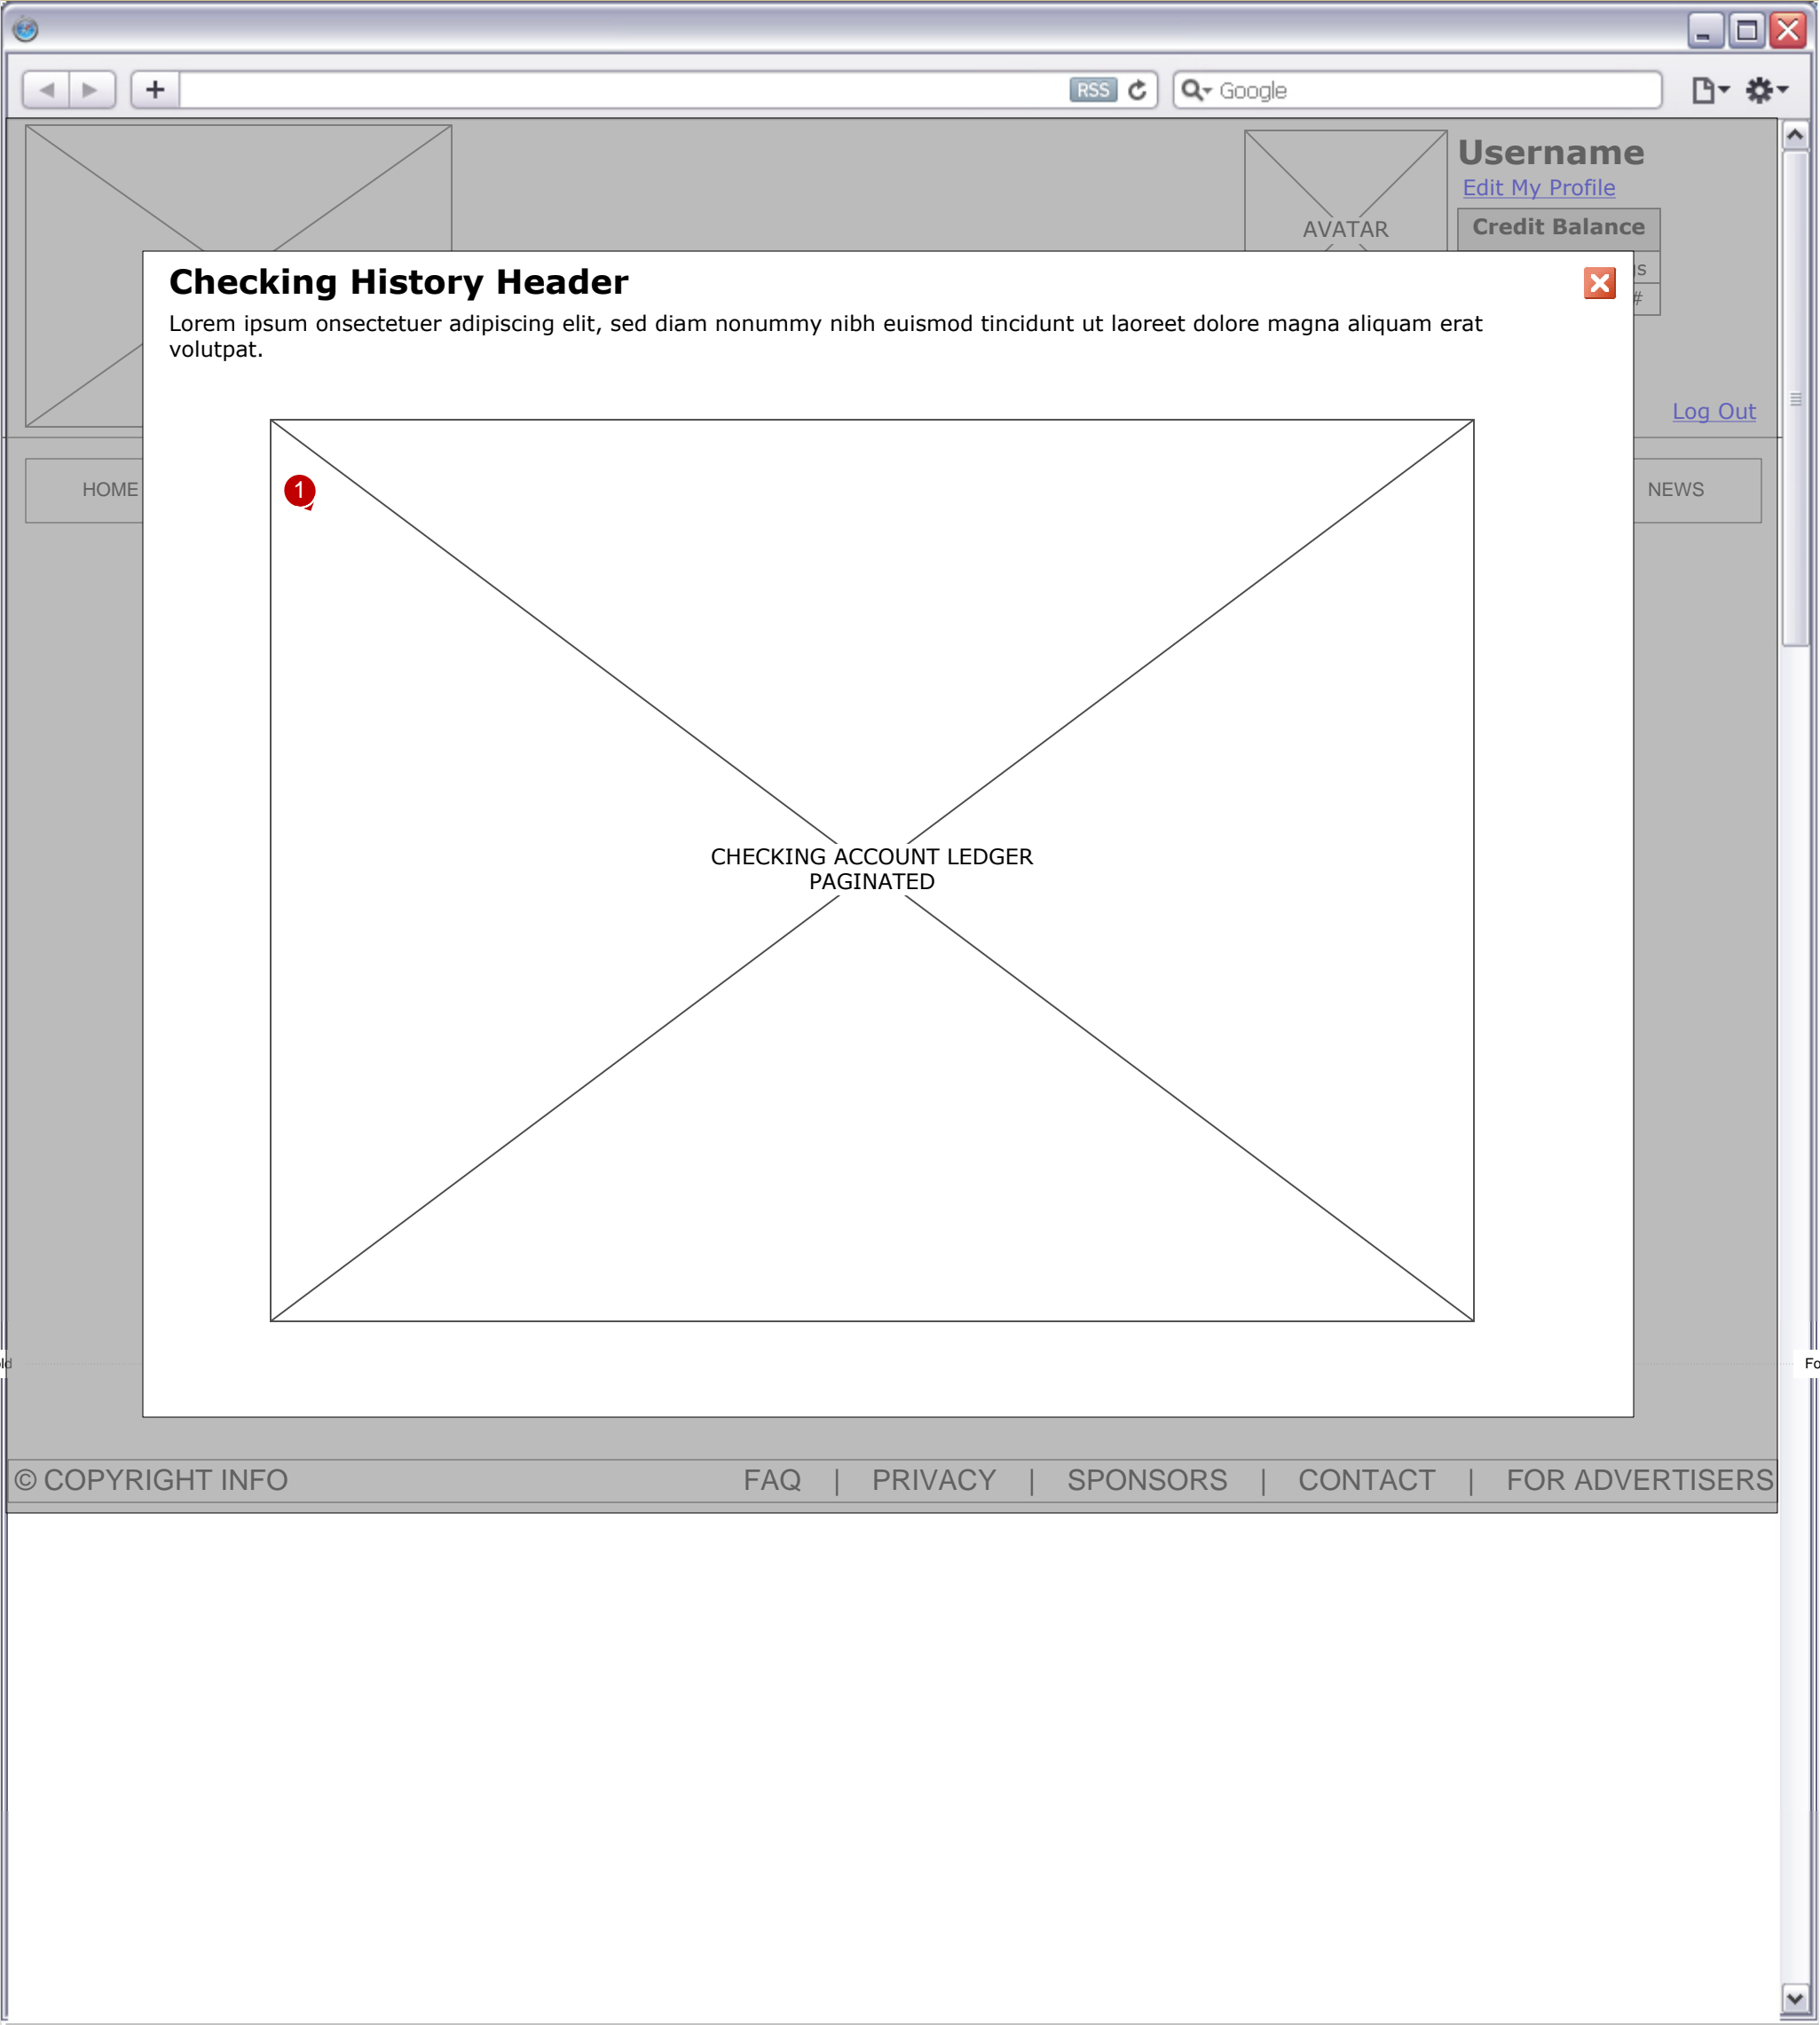 RSS
Google
Username
Edit My Profile
AVATAR
Credit Balance
Checking History Header
#
Lorem ipsum onsectetuer adipiscing elit, sed diam nonummy nibh euismod tincidunt ut laoreet dolore magna aliquam erat
volutpat.
Log Out
HOME
NEWS
1
CHECKING ACCOUNT LEDGER
PAGINATED
© COPYRIGHT INFO
FAQ | PRIVACY | SPONSORS | CONTACT | FOR ADVERTISERS